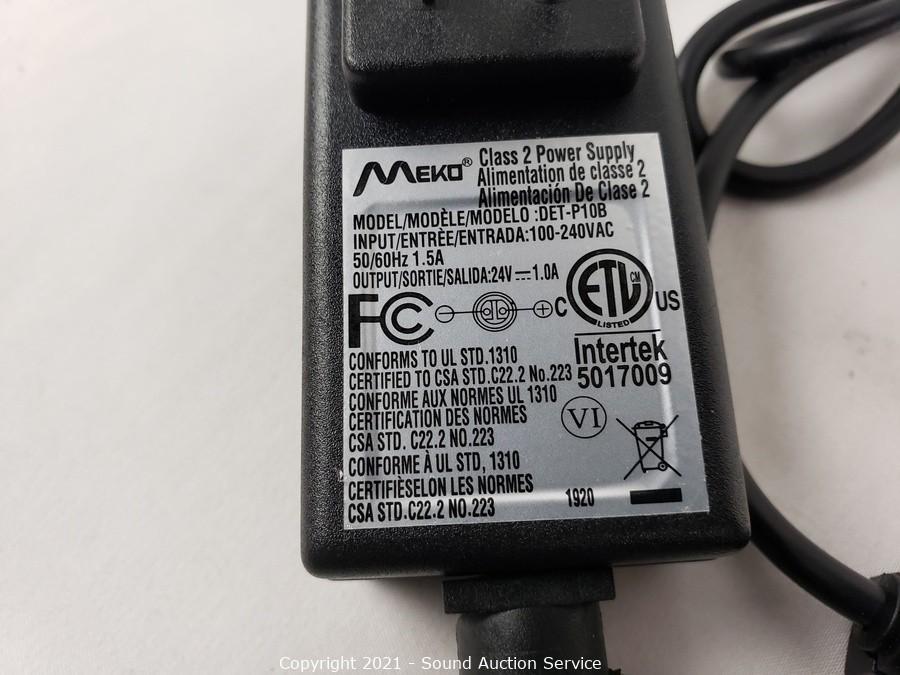 MEKO® Class 2 Power Supply
Alimentation de classe 2
Alimentación De Clase 2
MODEL/MODÈLE/MODELO :DET-P10B
INPUT/ENTRÈE/ENTRADA:100-240VAC
50/60Hz 1.5A
OUTPUT/SORTIE/SALIDA:24V⎓1.0A
FC
C ETL CM US
LISTED
Intertek
5017009
CONFORMS TO UL STD.1310
CERTIFIED TO CSA STD.C22.2 No.223
CONFORME AUX NORMES UL 1310
CERTIFICATION DES NORMES
CSA STD. C22.2 NO.223
VI
CONFORME À UL STD, 1310
CERTIFIÈSELON LES NORMES
CSA STD.C22.2 NO.223
1920
Copyright 2021 - Sound Auction Service